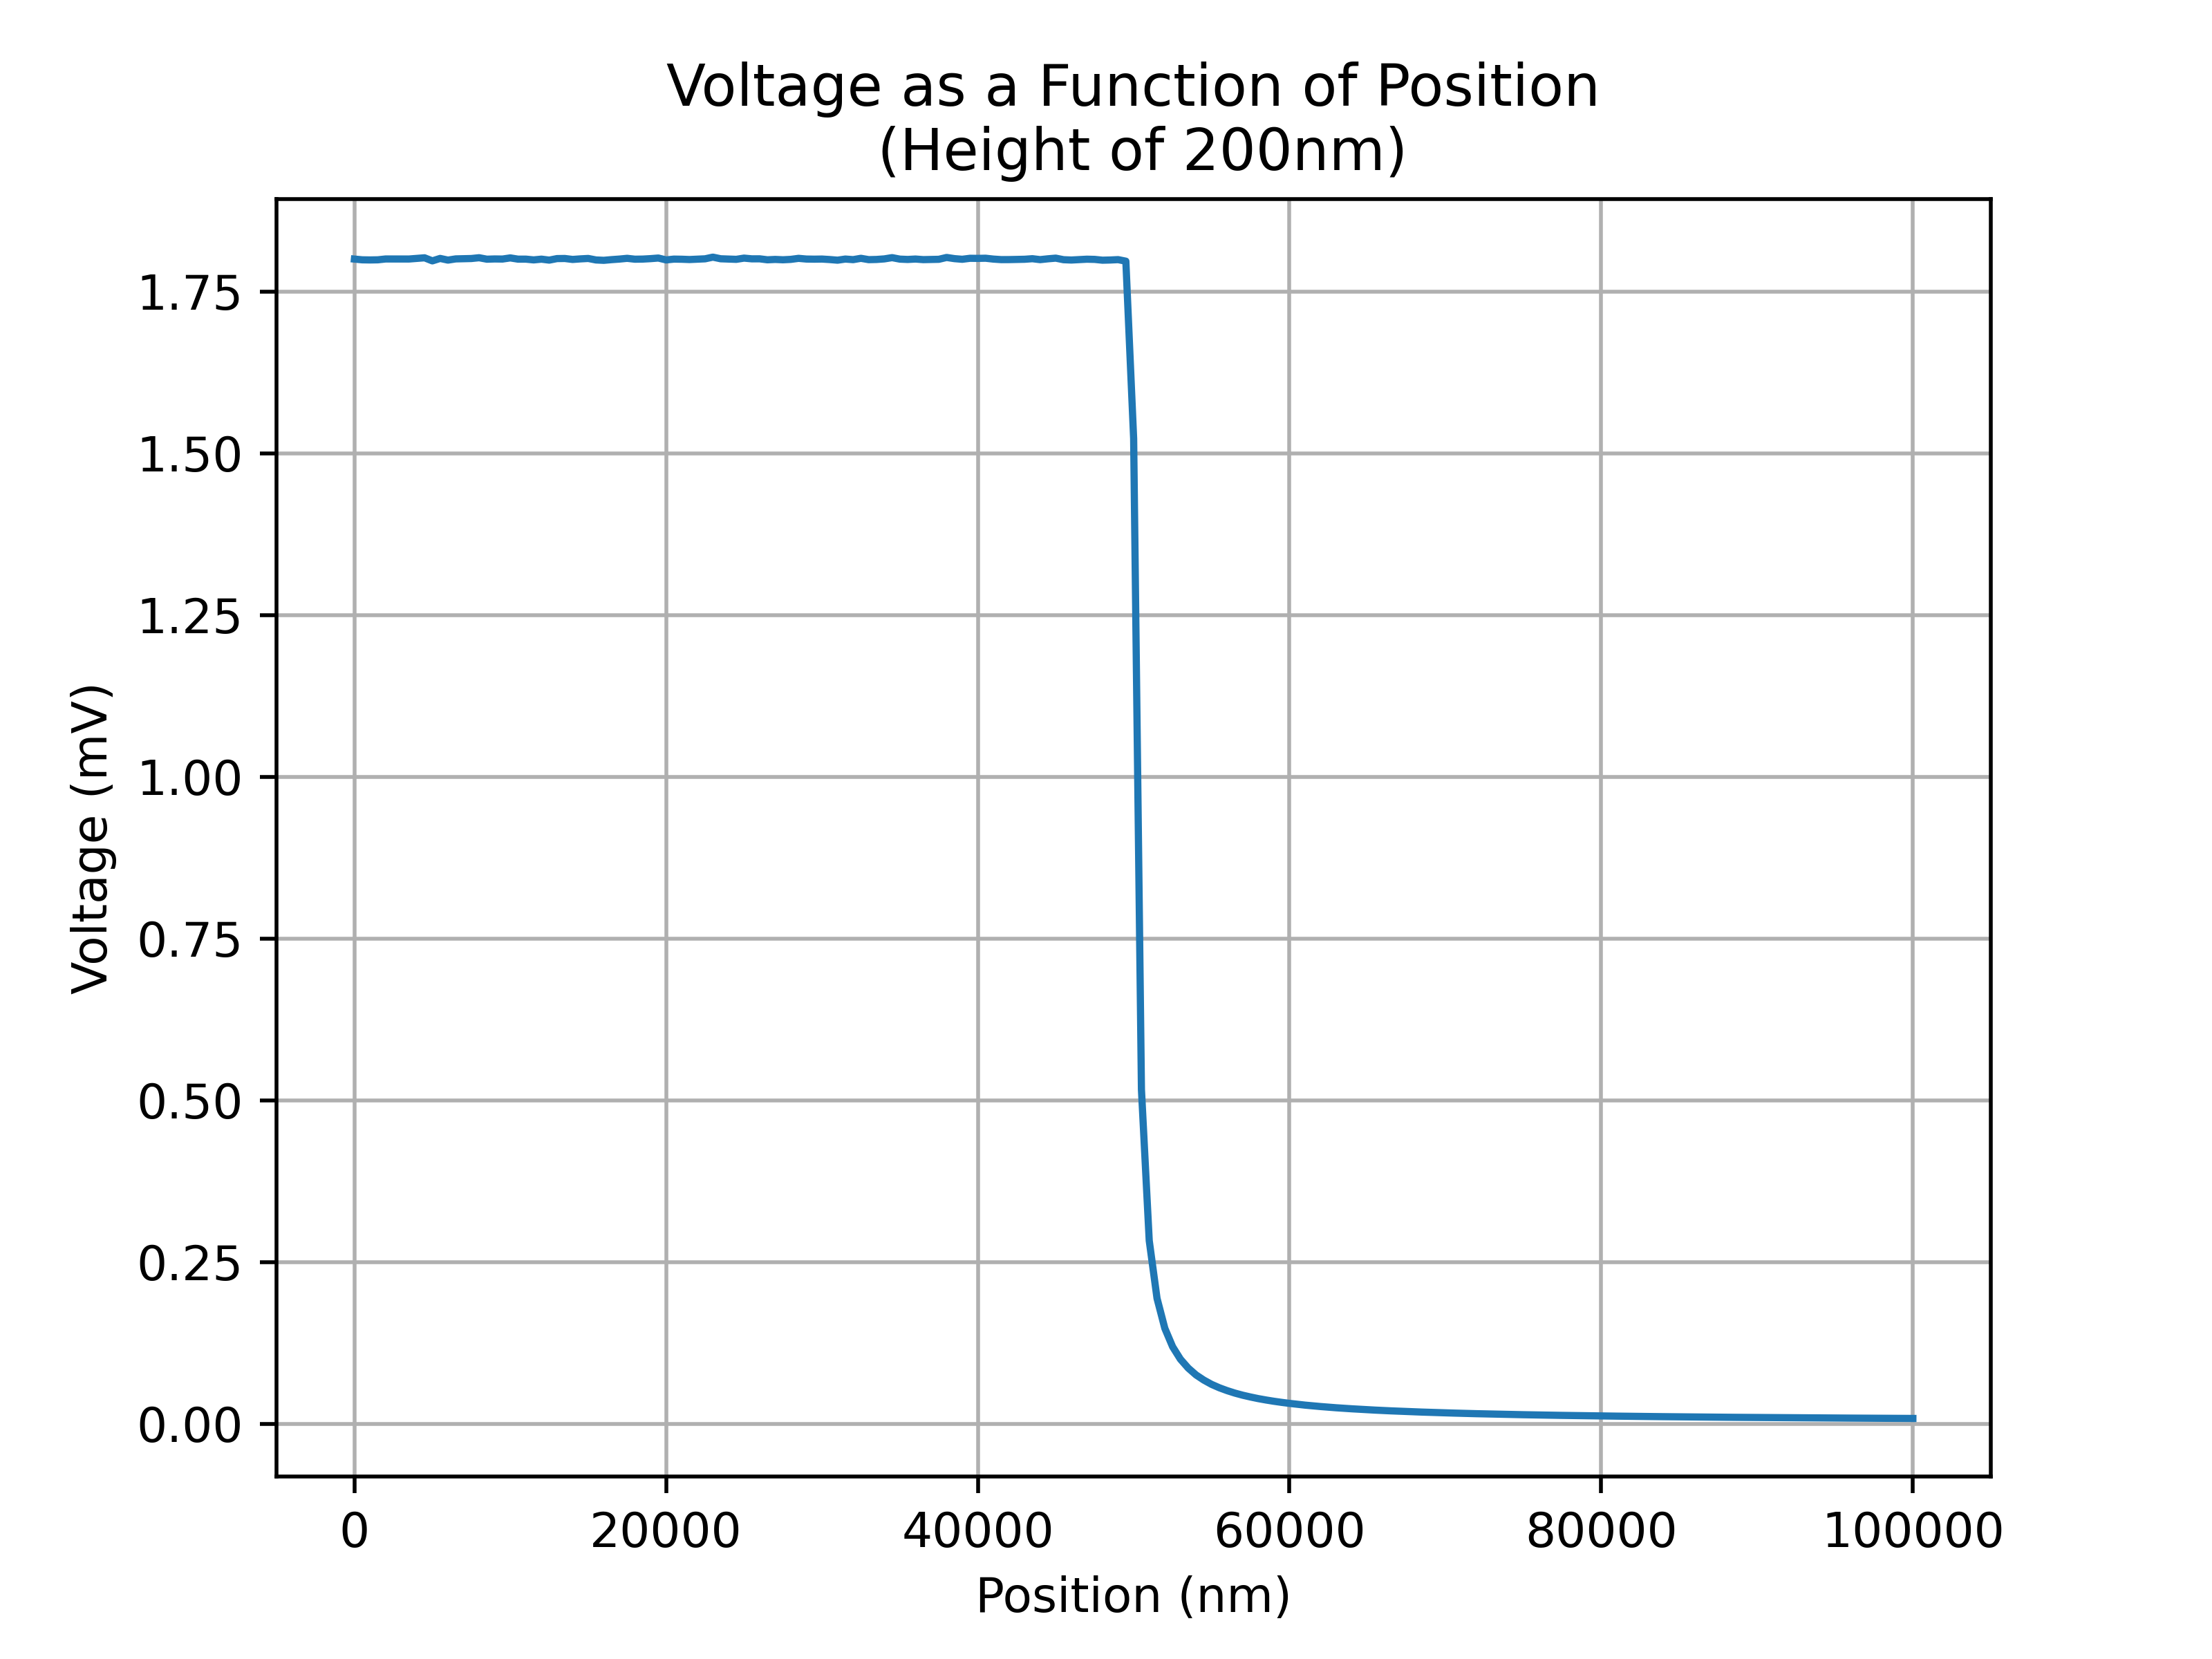 Voltage as a Function of Position
(Height of 200nm)
1.75
1.50
1.25
1.00
0.75
0.50
0.25
0.00
Voltage (mV)
0 20000 40000 60000 80000 100000
Position (nm)